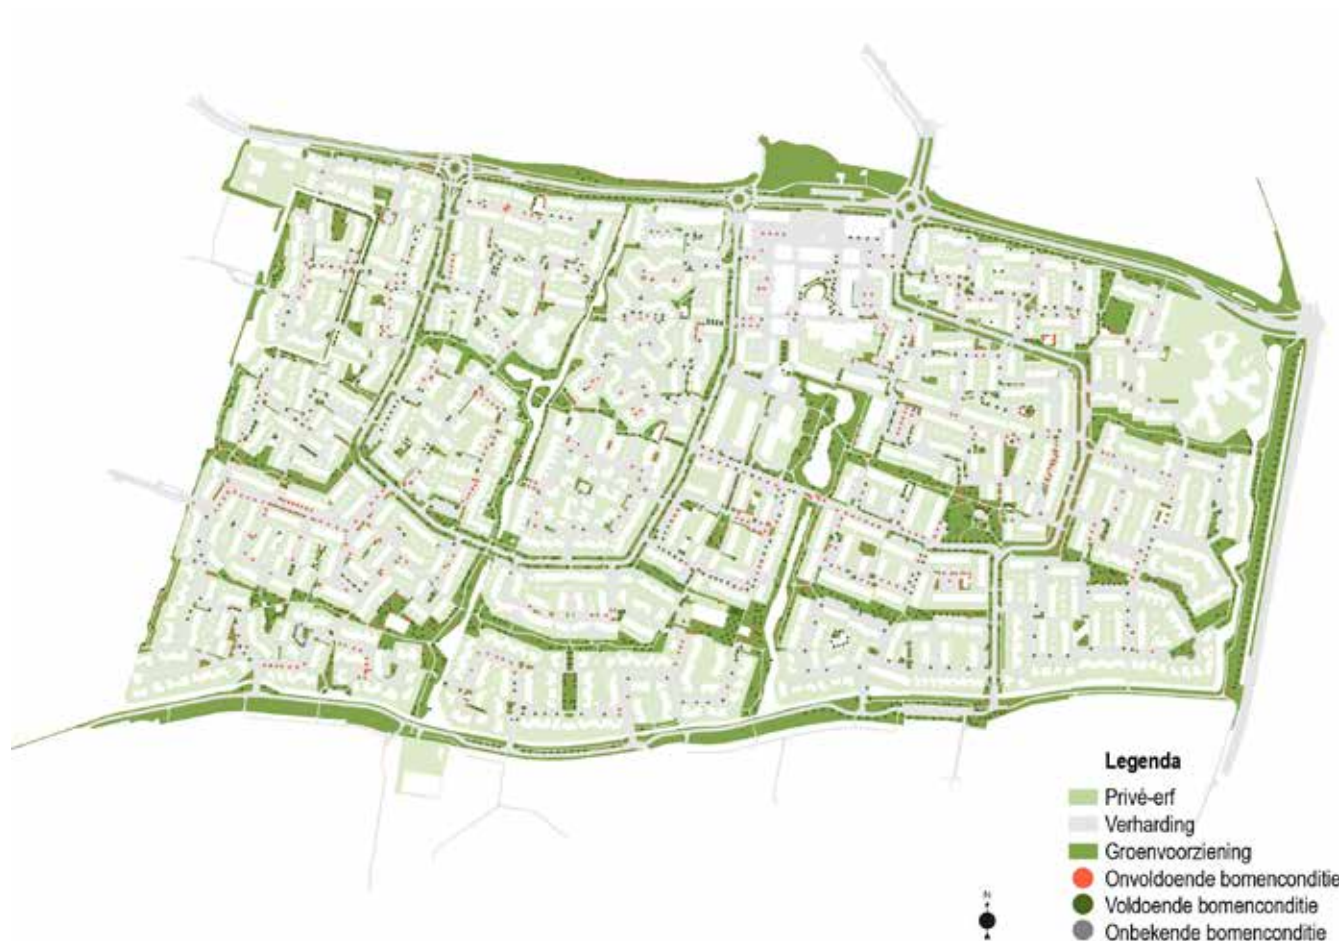 Legenda
Privé-erf
Verharding
Groenvoorziening
Onvoldoende bomenconditie
Voldoende bomenconditie
Onbekende bomenconditie
N